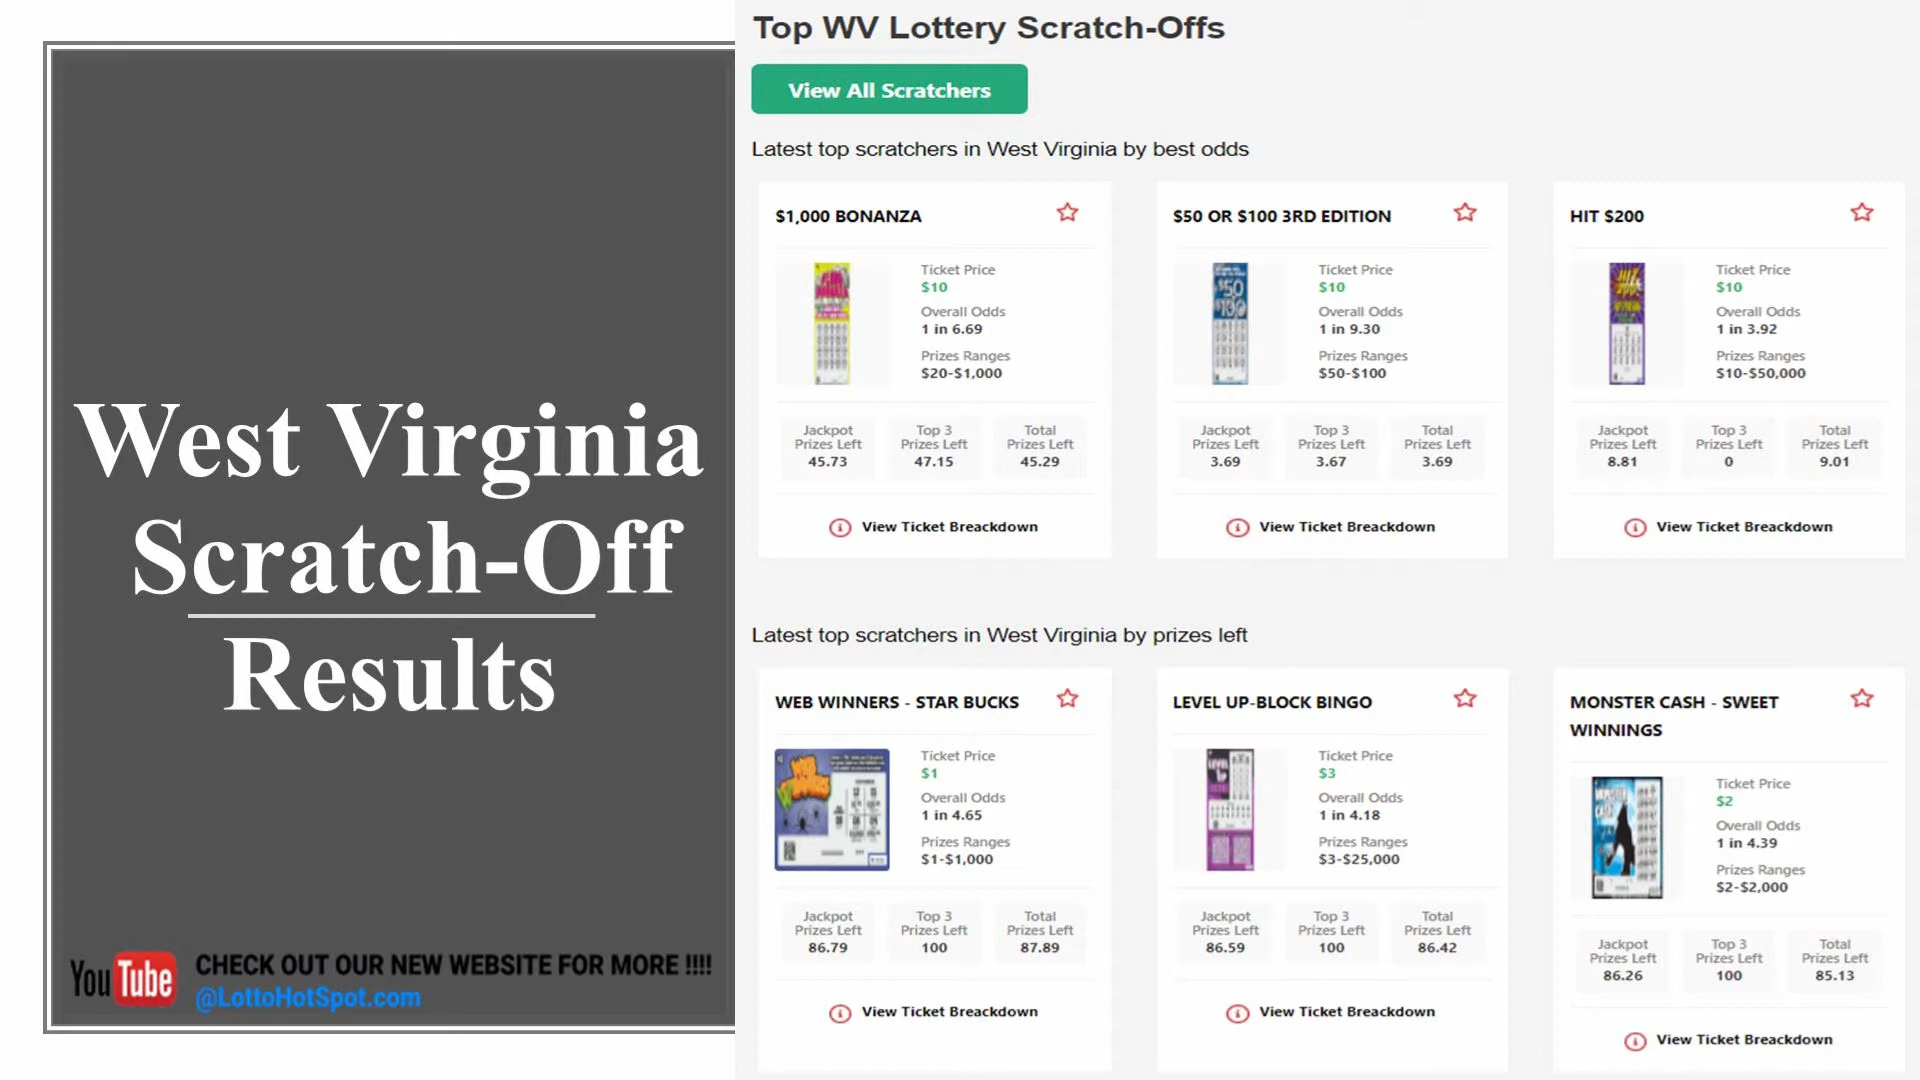 West Virginia
Scratch-Off
Results
YouTube
CHECK OUT OUR NEW WEBSITE FOR MORE !!!!
@LottoHotSpot.com
Top WV Lottery Scratch-Offs
View All Scratchers
Latest top scratchers in West Virginia by best odds
$1,000 BONANZA
Ticket Price
$10
Overall Odds
1 in 6.69
Prizes Ranges
$20-$1,000
Jackpot Prizes Left
45.73
Top 3 Prizes Left
47.15
Total Prizes Left
45.29
View Ticket Breakdown
$50 OR $100 3RD EDITION
Ticket Price
$10
Overall Odds
1 in 9.30
Prizes Ranges
$50-$100
Jackpot Prizes Left
3.69
Top 3 Prizes Left
3.67
Total Prizes Left
3.69
View Ticket Breakdown
HIT $200
Ticket Price
$10
Overall Odds
1 in 3.92
Prizes Ranges
$10-$50,000
Jackpot Prizes Left
8.81
Top 3 Prizes Left
0
Total Prizes Left
9.01
View Ticket Breakdown
Latest top scratchers in West Virginia by prizes left
WEB WINNERS - STAR BUCKS
Ticket Price
$1
Overall Odds
1 in 4.65
Prizes Ranges
$1-$1,000
Jackpot Prizes Left
86.79
Top 3 Prizes Left
100
Total Prizes Left
87.89
View Ticket Breakdown
LEVEL UP-BLOCK BINGO
Ticket Price
$3
Overall Odds
1 in 4.18
Prizes Ranges
$3-$25,000
Jackpot Prizes Left
86.59
Top 3 Prizes Left
100
Total Prizes Left
86.42
View Ticket Breakdown
MONSTER CASH - SWEET
WINNINGS
Ticket Price
$2
Overall Odds
1 in 4.39
Prizes Ranges
$2-$2,000
Jackpot Prizes Left
86.26
Top 3 Prizes Left
100
Total Prizes Left
85.13
View Ticket Breakdown